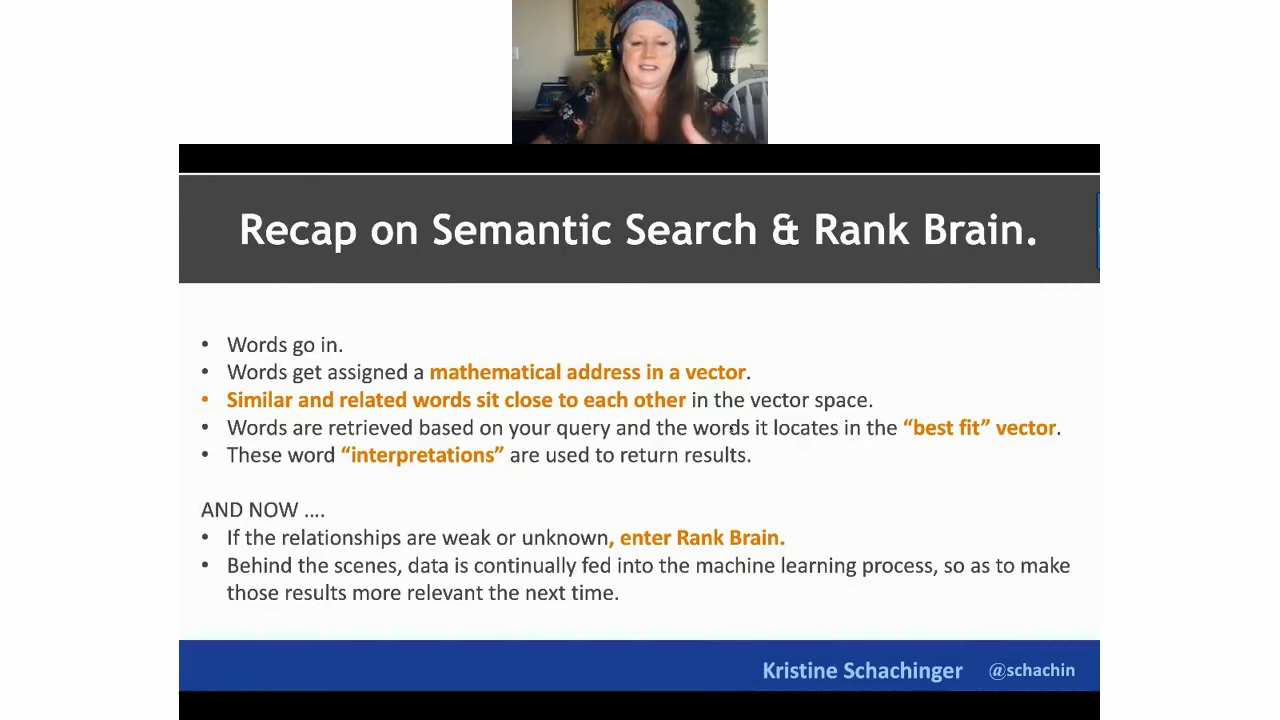 Recap on Semantic Search & Rank Brain.
• Words go in.
• Words get assigned a mathematical address in a vector.
• Similar and related words sit close to each other in the vector space.
• Words are retrieved based on your query and the words it locates in the “best fit” vector.
• These word “interpretations” are used to return results.
AND NOW ....
• If the relationships are weak or unknown, enter Rank Brain.
• Behind the scenes, data is continually fed into the machine learning process, so as to make
those results more relevant the next time.
Kristine Schachinger @schachin